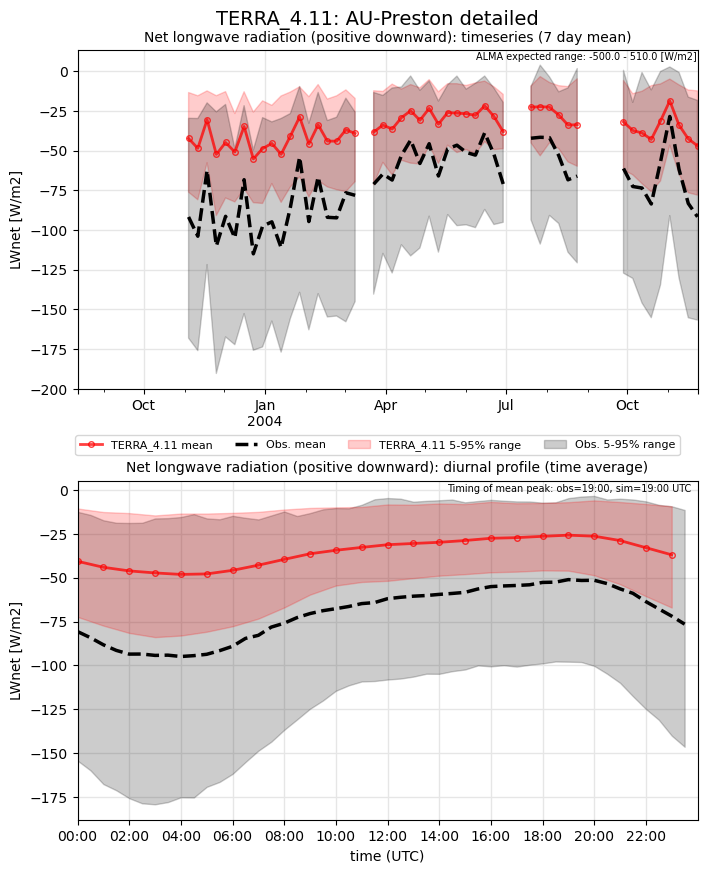 TERRA_4.11: AU-Preston detailed
Net longwave radiation (positive downward): timeseries (7 day mean)
ALMA expected range: -500.0 - 510.0 [W/m2]
0
−25
−50
−75
−100
−125
−150
−175
−200
LWnet [W/m2]
Oct Jan Apr Jul Oct
2004
TERRA_4.11 mean Obs. mean TERRA_4.11 5-95% range Obs. 5-95% range
Net longwave radiation (positive downward): diurnal profile (time average)
Timing of mean peak: obs=19:00, sim=19:00 UTC
0
−25
−50
−75
−100
−125
−150
−175
LWnet [W/m2]
00:00 02:00 04:00 06:00 08:00 10:00 12:00 14:00 16:00 18:00 20:00 22:00
time (UTC)